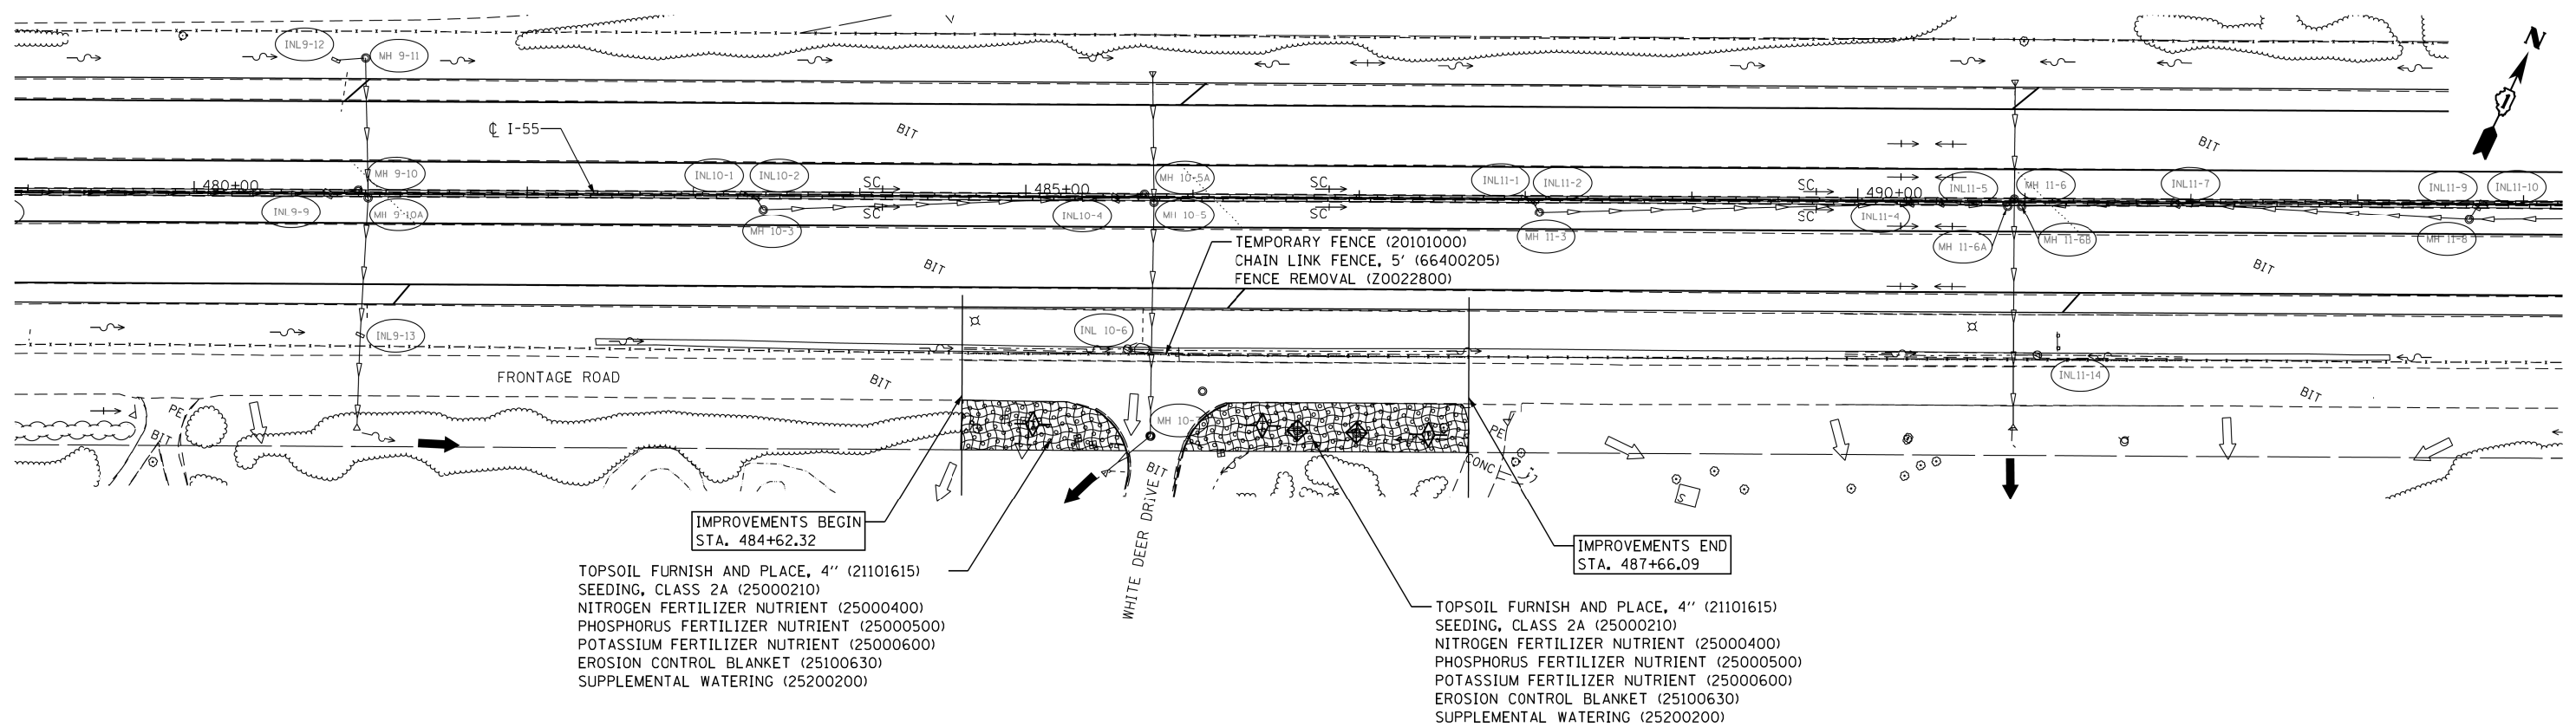 INL9-12
MH 9-11
N
℄ I-55
BIT
BIT
MH 9-10
INL10-1
INL10-2
MH 10-5A
INL11-1
INL11-2
INL11-5
MH 11-6
INL11-7
INL11-9
INL11-10
480+00
SC
485+00
SC
SC
490+00
INL9-9
MH 9-10A
MH 10-3
SC
INL10-4
MH 10-5
SC
MH 11-3
SC
INL11-4
MH 11-6A
MH 11-6B
MH 11-8
TEMPORARY FENCE (20101000)
CHAIN LINK FENCE, 5' (66400205)
FENCE REMOVAL (Z0022800)
BIT
BIT
INL9-13
INL 10-6
INL11-14
FRONTAGE ROAD
BIT
BIT
PE
BIT
PE
CONC
BIT
S
WHITE DEER DRIVE
IMPROVEMENTS BEGIN
STA. 484+62.32
IMPROVEMENTS END
STA. 487+66.09
TOPSOIL FURNISH AND PLACE, 4" (21101615)
SEEDING, CLASS 2A (25000210)
NITROGEN FERTILIZER NUTRIENT (25000400)
PHOSPHORUS FERTILIZER NUTRIENT (25000500)
POTASSIUM FERTILIZER NUTRIENT (25000600)
EROSION CONTROL BLANKET (25100630)
SUPPLEMENTAL WATERING (25200200)
TOPSOIL FURNISH AND PLACE, 4" (21101615)
SEEDING, CLASS 2A (25000210)
NITROGEN FERTILIZER NUTRIENT (25000400)
PHOSPHORUS FERTILIZER NUTRIENT (25000500)
POTASSIUM FERTILIZER NUTRIENT (25000600)
EROSION CONTROL BLANKET (25100630)
SUPPLEMENTAL WATERING (25200200)